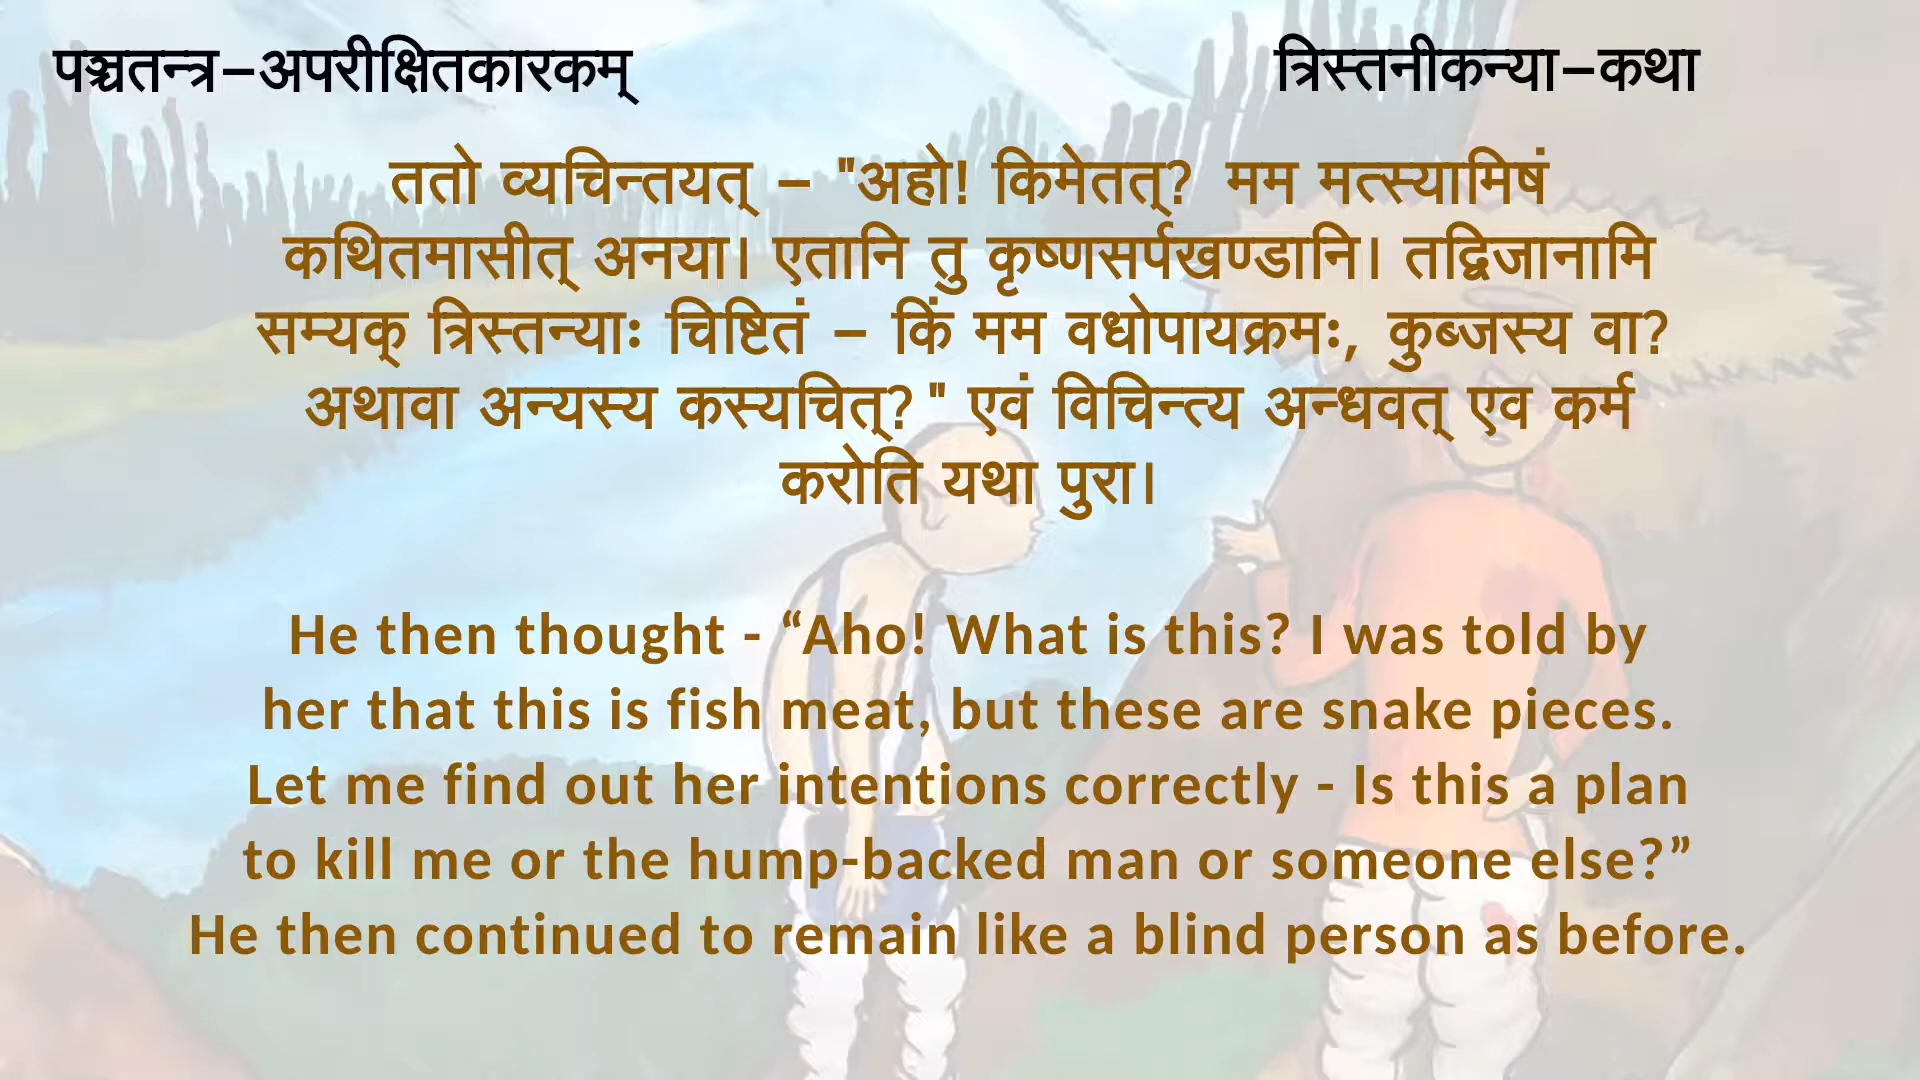 पञ्चतन्त्र–अपरीक्षितकारकम्
त्रिस्तनीकन्या–कथा
ततो व्यचिन्तयत् – "अहो! किमेतत्? मम मत्स्यामिषं
कथितमासीत् अनया। एतानि तु कृष्णसर्पखण्डानि। तद्विजानामि
सम्यक् त्रिस्तन्याः चिष्टितं – किं मम वधोपायक्रमः, कुब्जस्य वा?
अथावा अन्यस्य कस्यचित्?" एवं विचिन्त्य अन्धवत् एव कर्म
करोति यथा पुरा।
He then thought - “Aho! What is this? I was told by
her that this is fish meat, but these are snake pieces.
Let me find out her intentions correctly - Is this a plan
to kill me or the hump-backed man or someone else?”
He then continued to remain like a blind person as before.